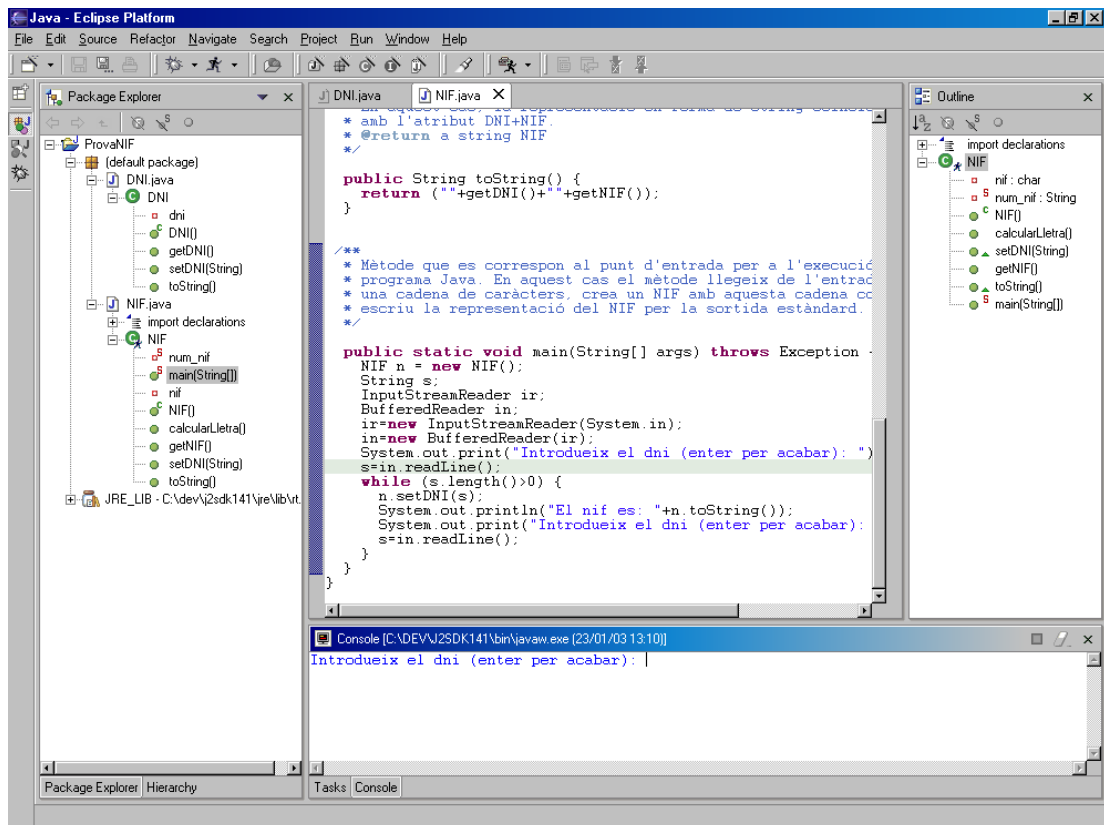 Java - Eclipse Platform
File Edit Source Refactor Navigate Search Project Run Window Help
Package Explorer
ProvaNIF
(default package)
DNI.java
DNI
dni
DNI()
getDNI()
setDNI(String)
toString()
NIF.java
import declarations
NIF
num_nif
main(String[])
nif
NIF()
calcularLletra()
getNIF()
setDNI(String)
toString()
JRE_LIB - C:\dev\j2sdk141\jre\lib\rt.
Package Explorer Hierarchy
DNI.java NIF.java
* amb l'atribut DNI+NIF.
* @return a string NIF
*/
public String toString() {
return (""+getDNI()+""+getNIF());
}
/**
* Mètode que es correspon al punt d'entrada per a l'execució
* programa Java. En aquest cas el mètode llegeix de l'entrad
* una cadena de caràcters, crea un NIF amb aquesta cadena co
* escriu la representació del NIF per la sortida estàndard.
*/
public static void main(String[] args) throws Exception {
NIF n = new NIF();
String s;
InputStreamReader ir;
BufferedReader in;
ir=new InputStreamReader(System.in);
in=new BufferedReader(ir);
System.out.print("Introdueix el dni (enter per acabar): ")
s=in.readLine();
while (s.length()>0) {
n.setDNI(s);
System.out.println("El nif es: "+n.toString());
System.out.print("Introdueix el dni (enter per acabar):
s=in.readLine();
}
}
}
Outline
import declarations
NIF
nif : char
num_nif : String
NIF()
calcularLletra()
setDNI(String)
getNIF()
toString()
main(String[])
Console [C:\DEV\J2SDK141\bin\javaw.exe (23/01/03 13:10)]
Introdueix el dni (enter per acabar):
Tasks Console